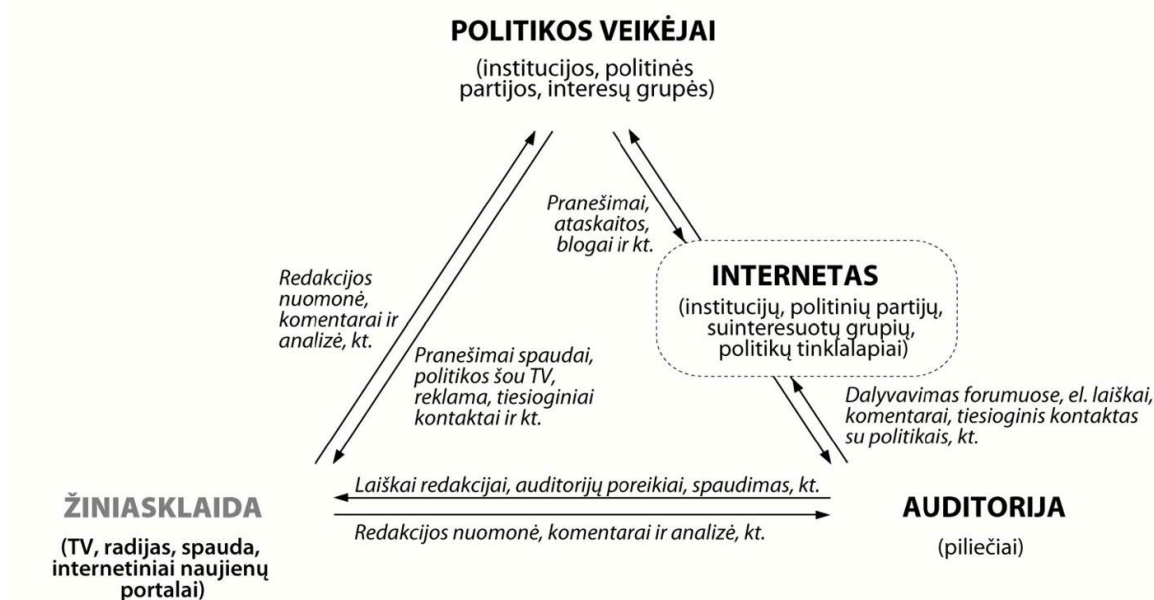 POLITIKOS VEIKĖJAI
(institucijos, politinės
partijos, interesų grupės)
Pranešimai,
ataskaitos,
blogai ir kt.
Redakcijos
nuomonė,
komentarai ir
analizė, kt.
INTERNETAS
(institucijų, politinių partijų,
suinteresuotų grupių,
politikų tinklalapiai)
Pranešimai spaudai,
politikos šou TV,
reklama, tiesioginiai
kontaktai ir kt.
Dalyvavimas forumuose, el. laiškai,
komentarai, tiesioginis kontaktas
su politikais, kt.
Laiškai redakcijai, auditorijų poreikiai, spaudimas, kt.
Redakcijos nuomonė, komentarai ir analizė, kt.
ŽINIASKLAIDA
(TV, radijas, spauda,
internetiniai naujienų
portalai)
AUDITORIJA
(piliečiai)